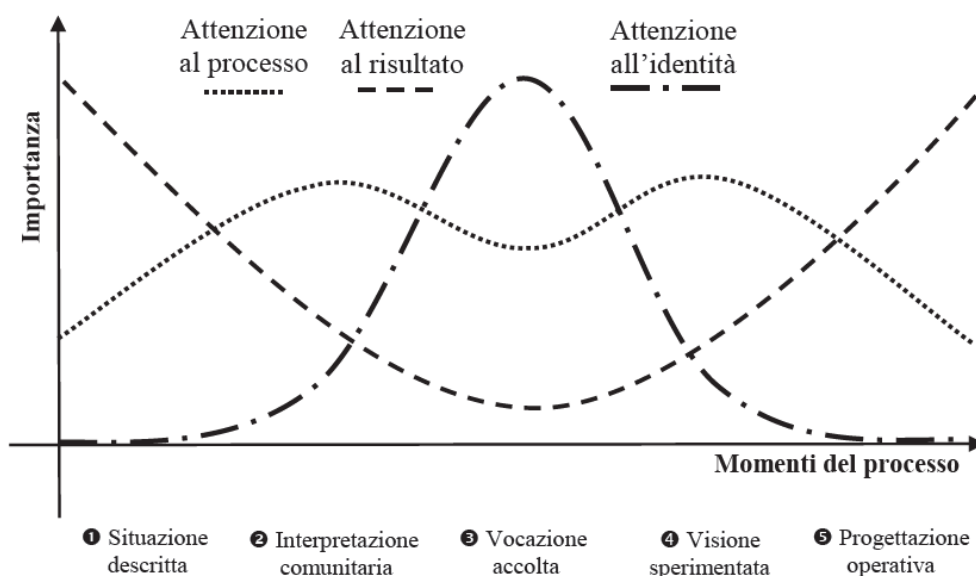 Attenzione
al processo
Attenzione
al risultato
Attenzione
all'identità
Importanza
Momenti del processo
❶ Situazione
descritta
❷ Interpretazione
comunitaria
❸ Vocazione
accolta
❹ Visione
sperimentata
❺ Progettazione
operativa